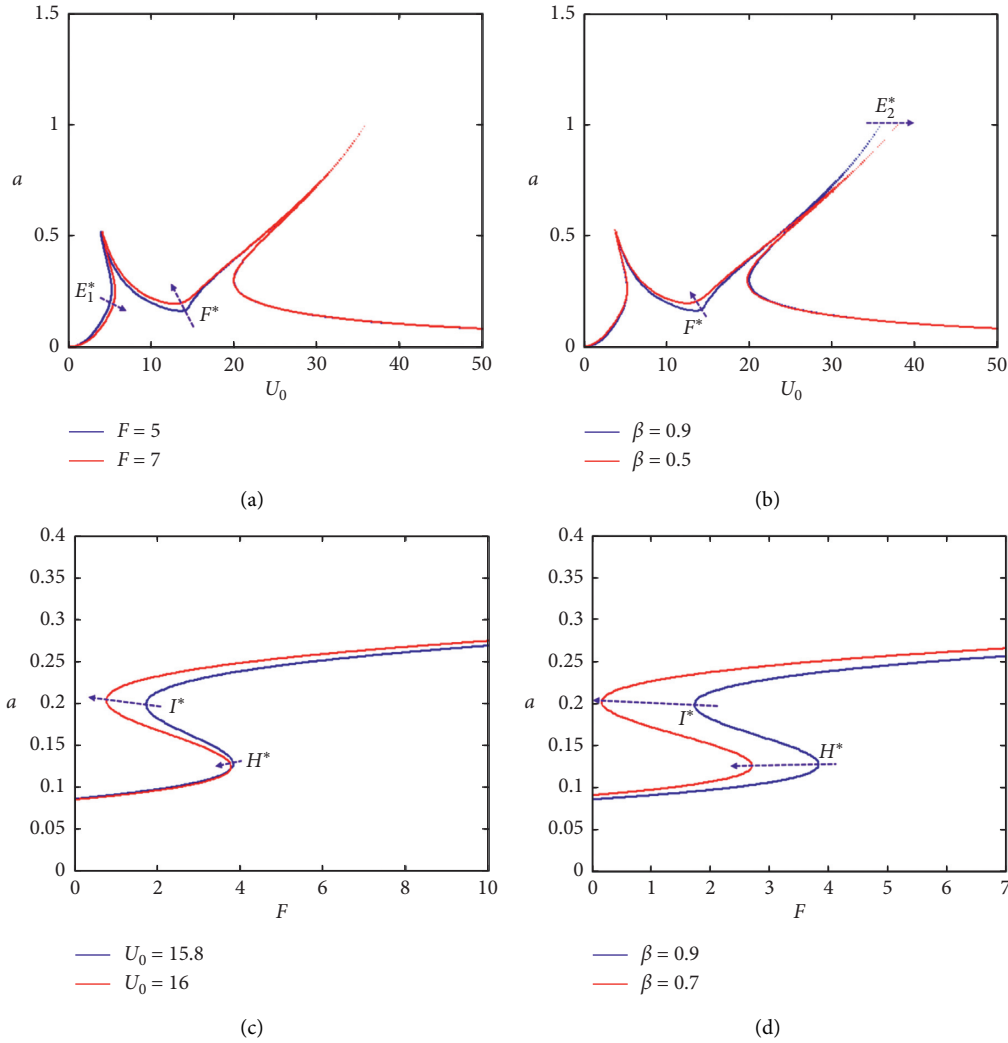 1.5
1
a
0.5
0
E₁*
F*
0 10 20 30 40 50
U₀
F = 5
F = 7
(a)
1.5
1
a
0.5
0
E₂*
F*
0 10 20 30 40 50
U₀
β = 0.9
β = 0.5
(b)
0.4
0.35
0.3
0.25
a 0.2
0.15
0.1
0.05
0
I*
H*
0 2 4 6 8 10
F
U₀ = 15.8
U₀ = 16
(c)
0.4
0.35
0.3
0.25
a 0.2
0.15
0.1
0.05
0
I*
H*
0 1 2 3 4 5 6 7
F
β = 0.9
β = 0.7
(d)